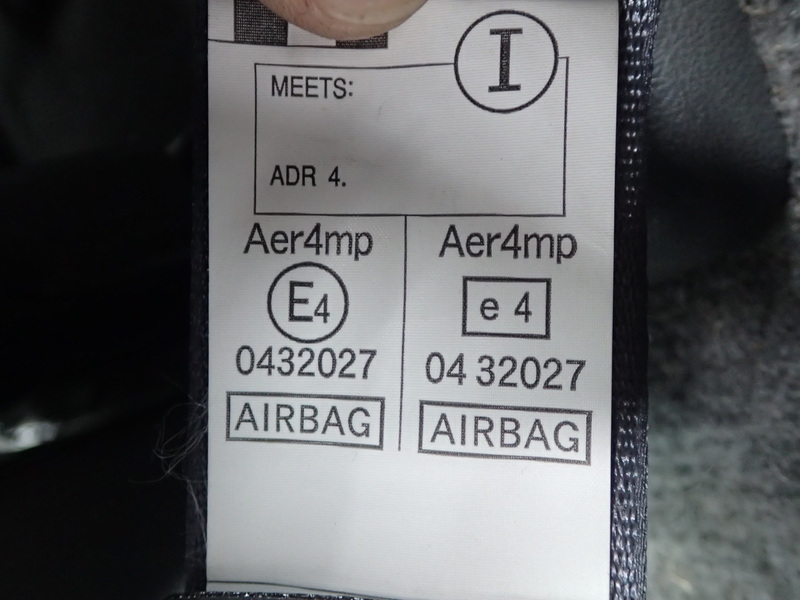 I
MEETS:
ADR 4.
Aer4mp
E4
0432027
AIRBAG
Aer4mp
e 4
04 32027
AIRBAG